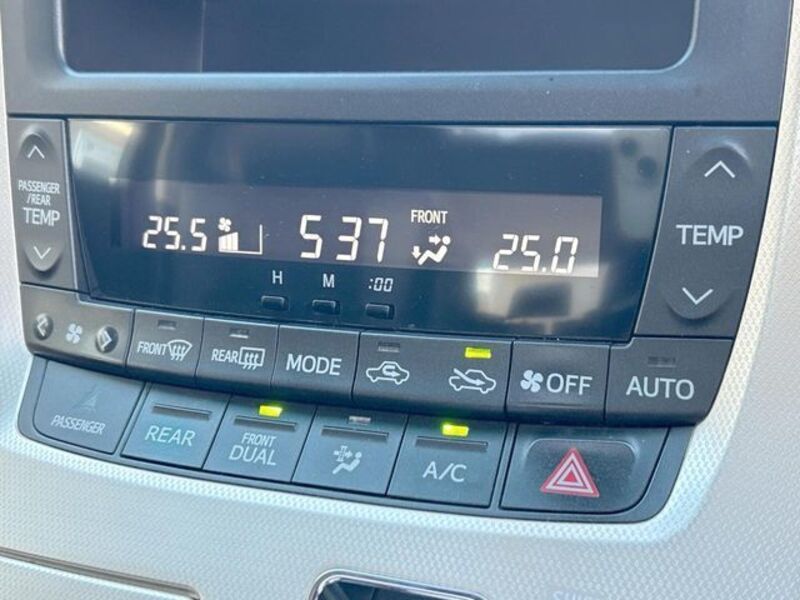 PASSENGER
/REAR
TEMP
25.5
5 37
FRONT
25.0
TEMP
H
M
:00
FRONT
REAR
MODE
OFF
AUTO
PASSENGER
REAR
FRONT
DUAL
A/C